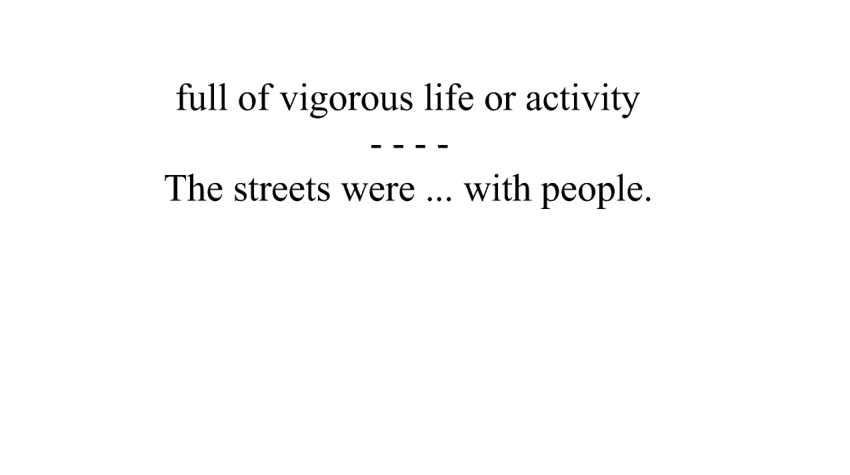 full of vigorous life or activity
- - - -
The streets were ... with people.